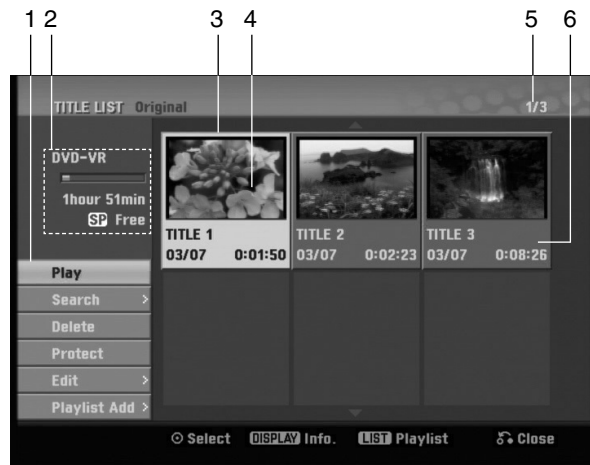 1 2 3 4 5 6
TITLE LIST Original 1/3
DVD-VR
1hour 51min
SP Free
TITLE 1
03/07 0:01:50
TITLE 2
03/07 0:02:23
TITLE 3
03/07 0:08:26
Play
Search >
Delete
Protect
Edit >
Playlist Add >
Select DISPLAY Info. LIST Playlist Close